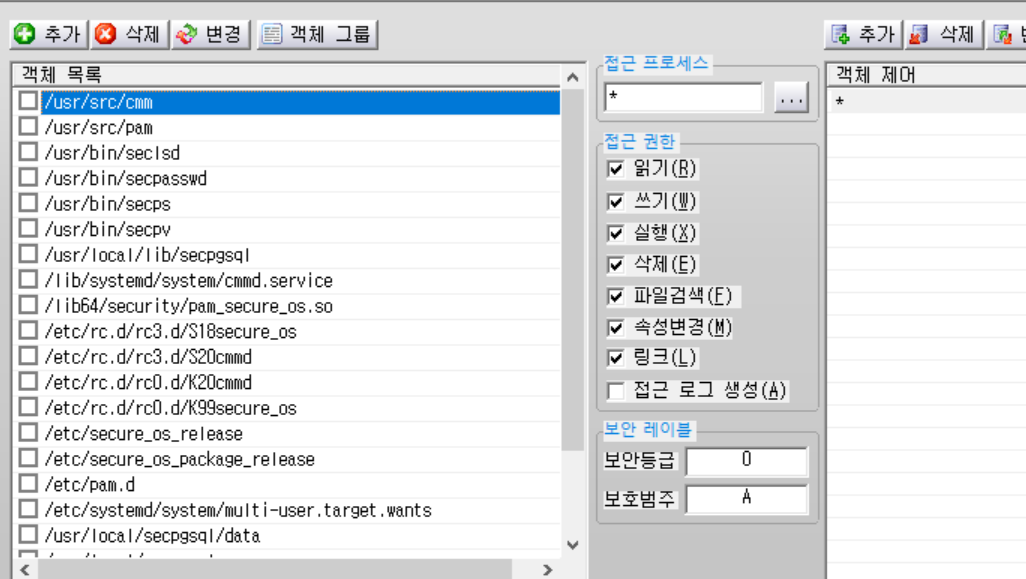 추가 삭제 변경 객체 그룹
추가 삭제
객체 목록
/usr/src/cmm
/usr/src/pam
/usr/bin/seclsd
/usr/bin/secpasswd
/usr/bin/secps
/usr/bin/secpv
/usr/local/lib/secpgsql
/lib/systemd/system/cmmd.service
/lib64/security/pam_secure_os.so
/etc/rc.d/rc3.d/S18secure_os
/etc/rc.d/rc3.d/S20cmmd
/etc/rc.d/rc0.d/K20cmmd
/etc/rc.d/rc0.d/K99secure_os
/etc/secure_os_release
/etc/secure_os_package_release
/etc/pam.d
/etc/systemd/system/multi-user.target.wants
/usr/local/secpgsql/data
접근 프로세스
*
...
접근 권한
읽기(R)
쓰기(W)
실행(X)
삭제(E)
파일검색(F)
속성변경(M)
링크(L)
접근 로그 생성(A)
보안 레이블
보안등급 0
보호범주 A
객체 제어
*